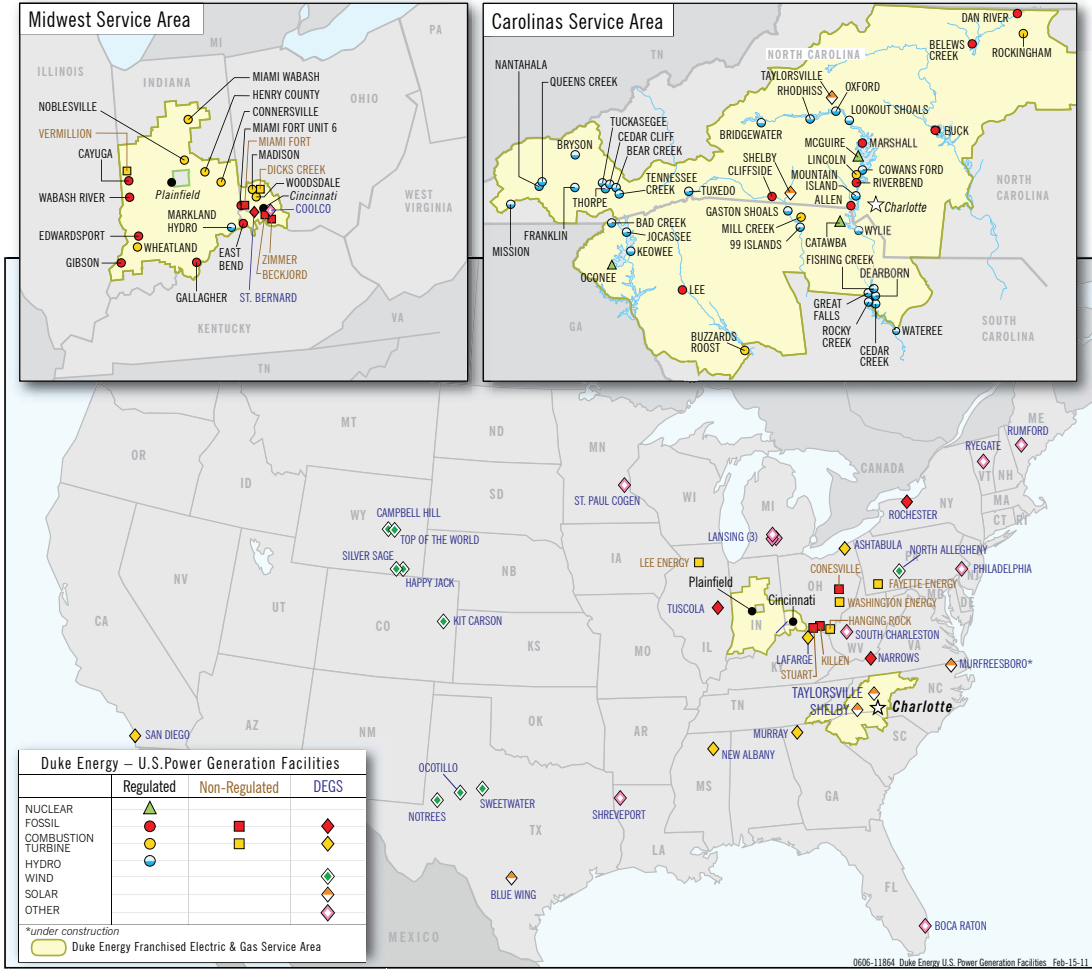 Midwest Service Area
MI
PA
ILLINOIS
INDIANA
OHIO
MIAMI WABASH
HENRY COUNTY
NOBLESVILLE
CONNERSVILLE
MIAMI FORT UNIT 6
VERMILLION
MIAMI FORT
MADISON
CAYUGA
DICKS CREEK
WOODSDALE
Plainfield
Cincinnati
WABASH RIVER
COOLCO
WEST
VIRGINIA
MARKLAND
HYDRO
EDWARDSPORT
WHEATLAND
EAST
BEND
ZIMMER
BECKJORD
GIBSON
GALLAGHER
ST. BERNARD
KENTUCKY
VA
TN
Carolinas Service Area
TN
NORTH CAROLINA
DAN RIVER
BELEWS
CREEK
ROCKINGHAM
NANTAHALA
QUEENS CREEK
TAYLORSVILLE
RHODHISS
OXFORD
LOOKOUT SHOALS
TUCKASEGEE
CEDAR CLIFF
BEAR CREEK
BRYSON
BRIDGEWATER
BUCK
MCGUIRE
MARSHALL
SHELBY
CLIFFSIDE
LINCOLN
COWANS FORD
MOUNTAIN
ISLAND
RIVERBEND
TENNESSEE
CREEK
TUXEDO
NORTH
CAROLINA
THORPE
ALLEN
Charlotte
GASTON SHOALS
MILL CREEK
99 ISLANDS
BAD CREEK
JOCASSEE
KEOWEE
WYLIE
CATAWBA
FRANKLIN
MISSION
FISHING CREEK
DEARBORN
OCONEE
LEE
GREAT
FALLS
ROCKY
CREEK
CEDAR
CREEK
WATEREE
SOUTH
CAROLINA
GA
BUZZARDS
ROOST
MT
ND
MN
ME
RUMFORD
OR
RYEGATE
VT
NH
ID
SD
WI
CANADA
ST. PAUL COGEN
MI
NY
MA
CT
RI
WY
CAMPBELL HILL
TOP OF THE WORLD
ROCHESTER
LANSING (3)
SILVER SAGE
HAPPY JACK
IA
LEE ENERGY
ASHTABULA
NORTH ALLEGHENY
PA
PHILADELPHIA
NJ
NV
NB
CONESVILLE
OH
FAYETTE ENERGY
MD
DE
Plainfield
Cincinnati
WASHINGTON ENERGY
TUSCOLA
IN
HANGING ROCK
SOUTH CHARLESTON
CA
UT
CO
KIT CARSON
KS
MO
IL
LAFARGE
KY
STUART
KILLEN
WV
VA
NARROWS
MURFREESBORO*
TAYLORSVILLE
SHELBY
NC
Charlotte
TN
SC
AZ
NM
OK
AR
SAN DIEGO
MURRAY
NEW ALBANY
MS
GA
OCOTILLO
SWEETWATER
NOTREES
SHREVEPORT
TX
LA
BLUE WING
FL
BOCA RATON
MEXICO
Duke Energy – U.S.Power Generation Facilities
Regulated Non-Regulated DEGS
NUCLEAR
FOSSIL
COMBUSTION
TURBINE
HYDRO
WIND
SOLAR
OTHER
*under construction
Duke Energy Franchised Electric & Gas Service Area
0606-11864 Duke Energy U.S. Power Generation Facilities Feb-15-11